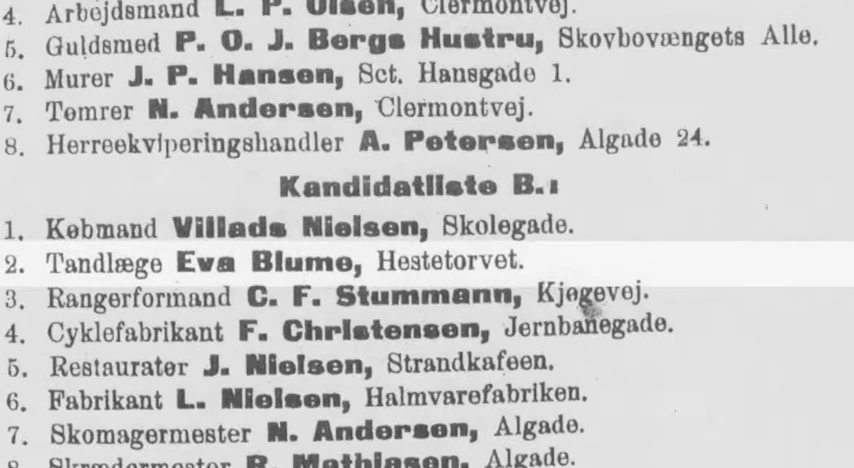 4. Arbejdsmand L. P. Olsen, Clermontvej.
5. Guldsmed P. O. J. Bergs Hustru, Skovbovængets Alle.
6. Murer J. P. Hansen, Sct. Hansgade 1.
7. Tømrer N. Andersen, Clermontvej.
8. Herreekviperingshandler A. Petersen, Algade 24.
Kandidatliste B.:
1. Købmand Villads Nielsen, Skolegade.
2. Tandlæge Eva Blume, Hestetorvet.
3. Rangerformand C. F. Stummann, Kjøgevej.
4. Cyklefabrikant F. Christensen, Jernbanegade.
5. Restauratør J. Nielsen, Strandkafeen.
6. Fabrikant L. Nielsen, Halmvarefabriken.
7. Skomagermester N. Andersen, Algade.
8. Skrædermester R. Mathiasen, Algade.